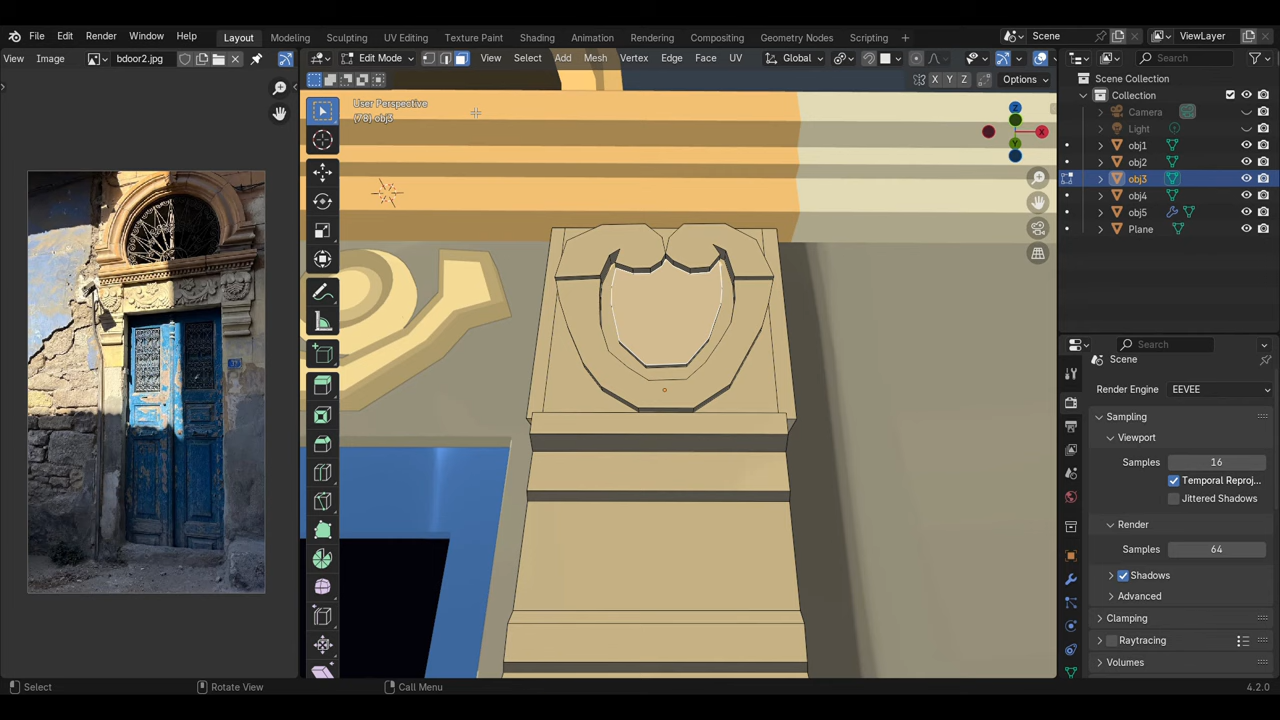 File Edit Render Window Help Layout Modeling Sculpting UV Editing Texture Paint Shading Animation Rendering Compositing Geometry Nodes Scripting Scene ViewLayer
View Image bdoor2.jpg Edit Mode View Select Add Mesh Vertex Edge Face UV Global Search
X Y Z Options
User Perspective
(78) obj3
Z
X
Y
Scene Collection
Collection
Camera
Light
obj1
obj2
obj3
obj4
obj5
Plane
Search
Scene
Render Engine EEVEE
Sampling
Viewport
Samples 16
Temporal Reproj...
Jittered Shadows
Render
Samples 64
Shadows
Advanced
Clamping
Raytracing
Volumes
Select Rotate View Call Menu 4.2.0